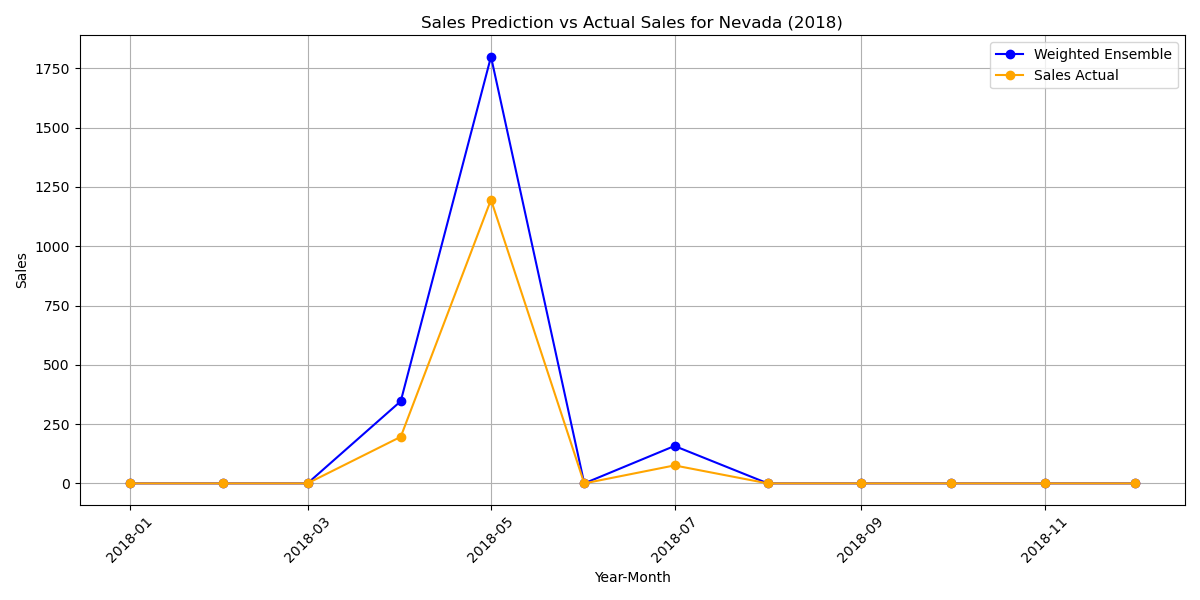 Sales Prediction vs Actual Sales for Nevada (2018)
Weighted Ensemble
Sales Actual
Sales
1750
1500
1250
1000
750
500
250
0
2018-01
2018-03
2018-05
2018-07
2018-09
2018-11
Year-Month